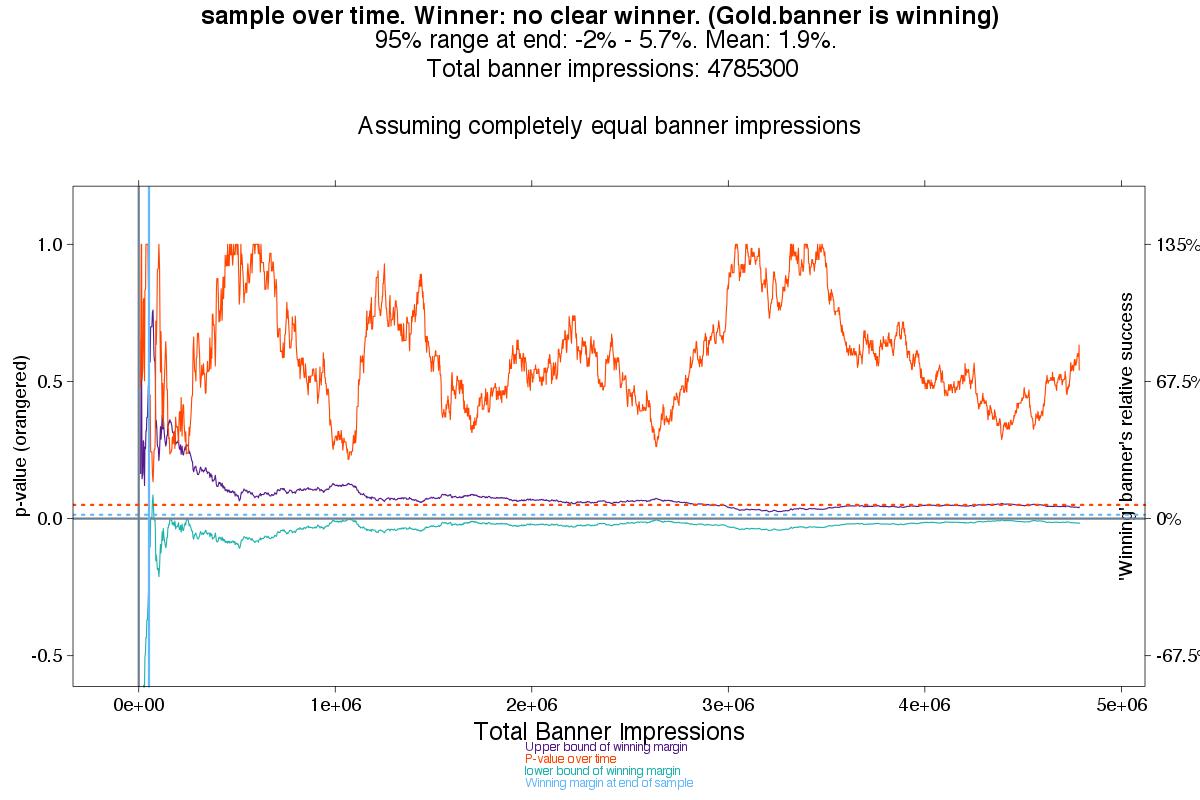 sample over time. Winner: no clear winner. (Gold.banner is winning)
95% range at end: -2% - 5.7%. Mean: 1.9%.
Total banner impressions: 4785300
Assuming completely equal banner impressions
p-value (orangered)
1.0
0.5
0.0
-0.5
135%
67.5%
0%
-67.5%
'Winning' banner's relative success
0e+00 1e+06 2e+06 3e+06 4e+06 5e+06
Total Banner Impressions
Upper bound of winning margin
P-value over time
lower bound of winning margin
Winning margin at end of sample